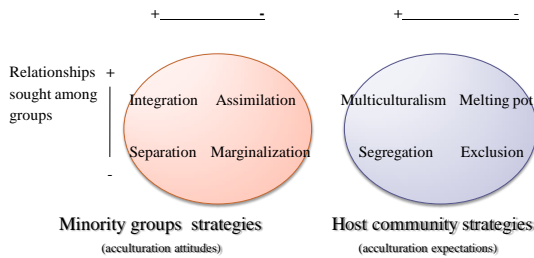 + -
+ -
Relationships +
sought among
groups
-
Integration Assimilation
Separation Marginalization
Multiculturalism Melting pot
Segregation Exclusion
Minority groups strategies
(acculturation attitudes)
Host community strategies
(acculturation expectations)